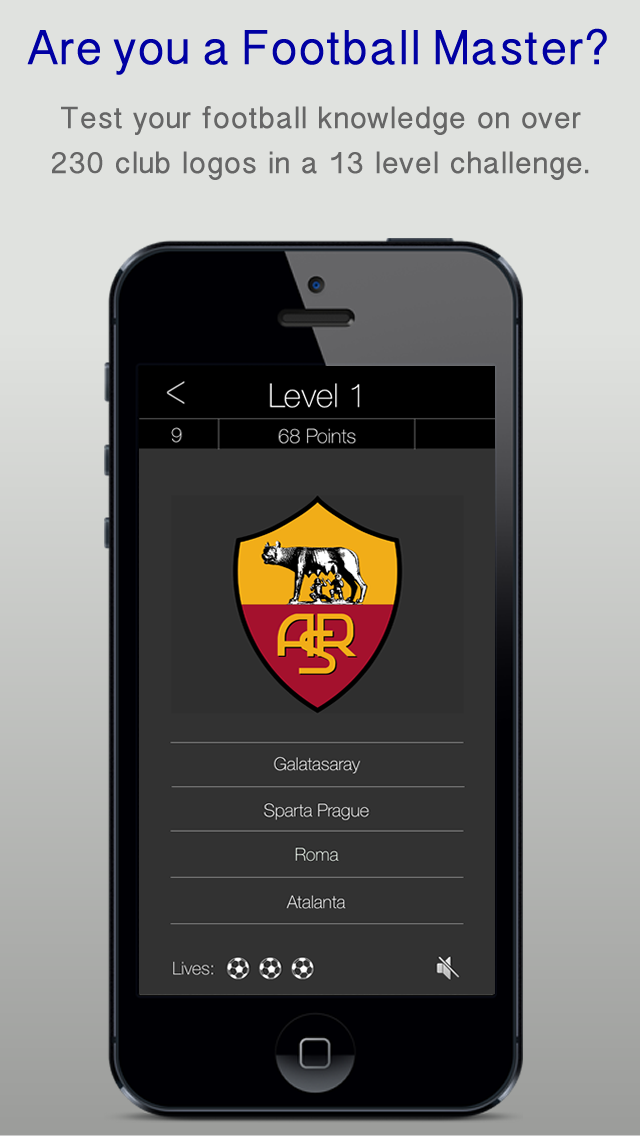 Are you a Football Master?
Test your football knowledge on over
230 club logos in a 13 level challenge.
< Level 1
9 68 Points
ASR
Galatasaray
Sparta Prague
Roma
Atalanta
Lives: